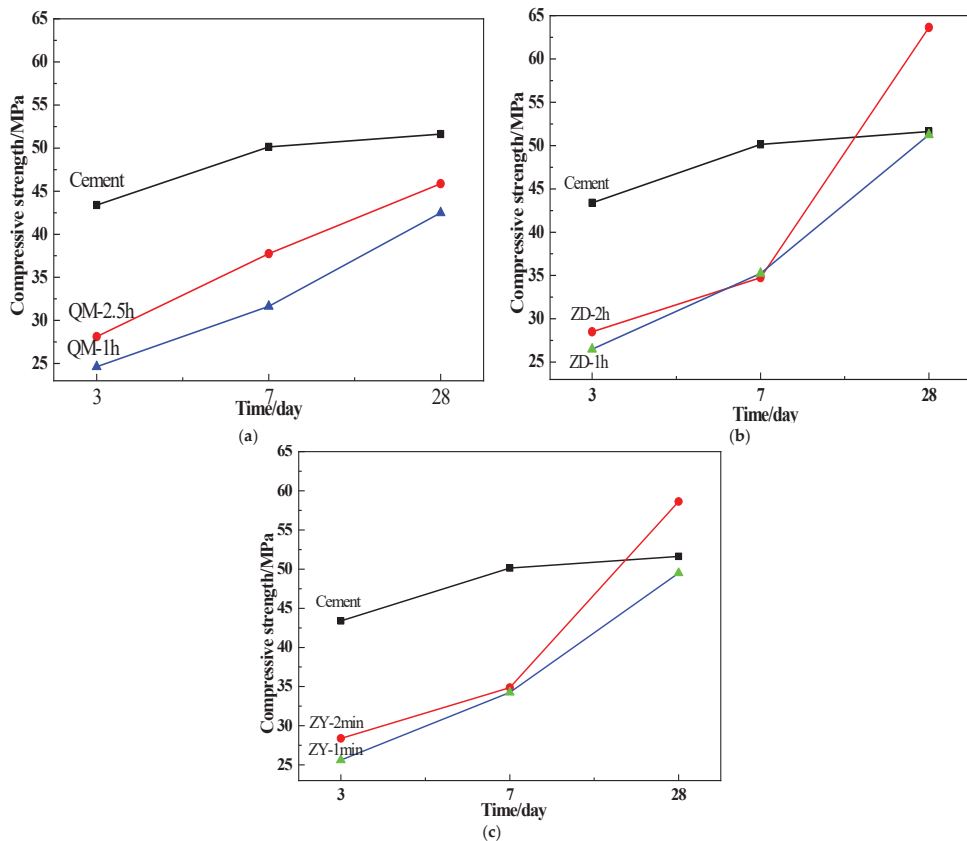 65
60
55
50
45
40
35
30
25
Compressive strength/MPa
Cement
QM-2.5h
QM-1h
3
7
28
Time/day
(a)
65
60
55
50
45
40
35
30
25
Compressive strength/MPa
Cement
ZD-2h
ZD-1h
3
7
28
Time/day
(b)
65
60
55
50
45
40
35
30
25
Compressive strength/MPa
Cement
ZY-2min
ZY-1min
3
7
28
Time/day
(c)